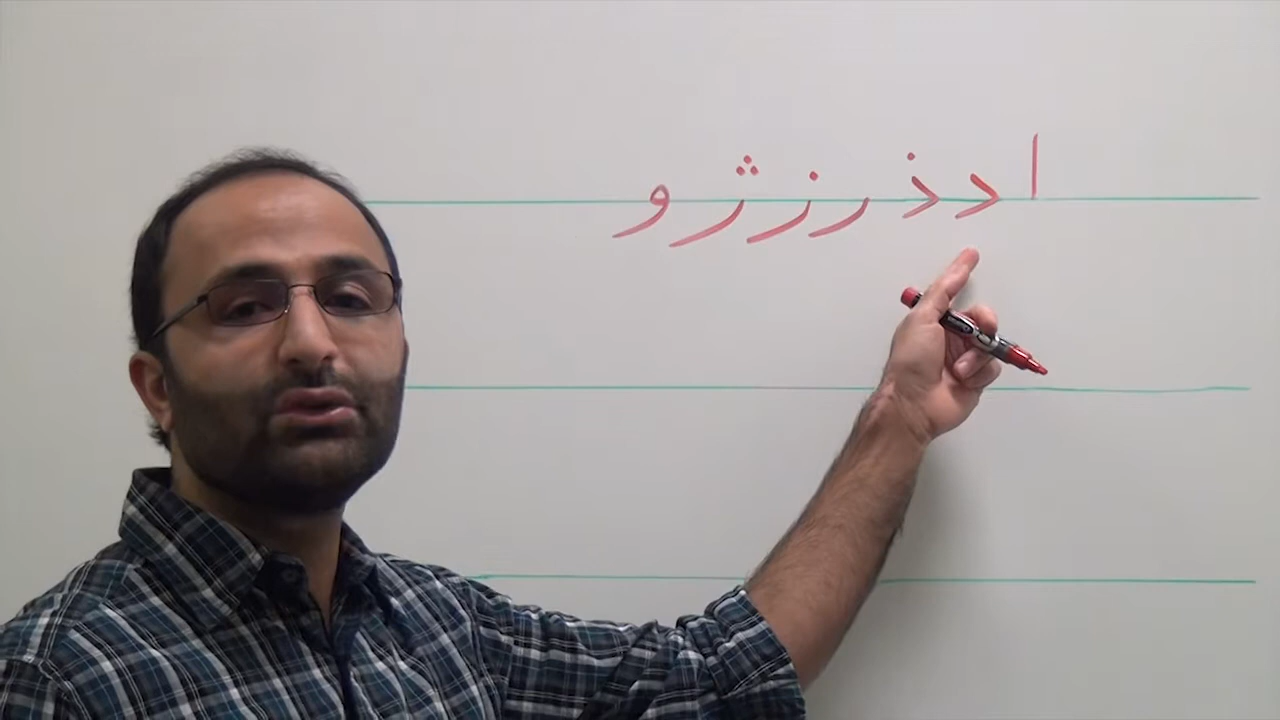 ا د ذ ر ز ژ و